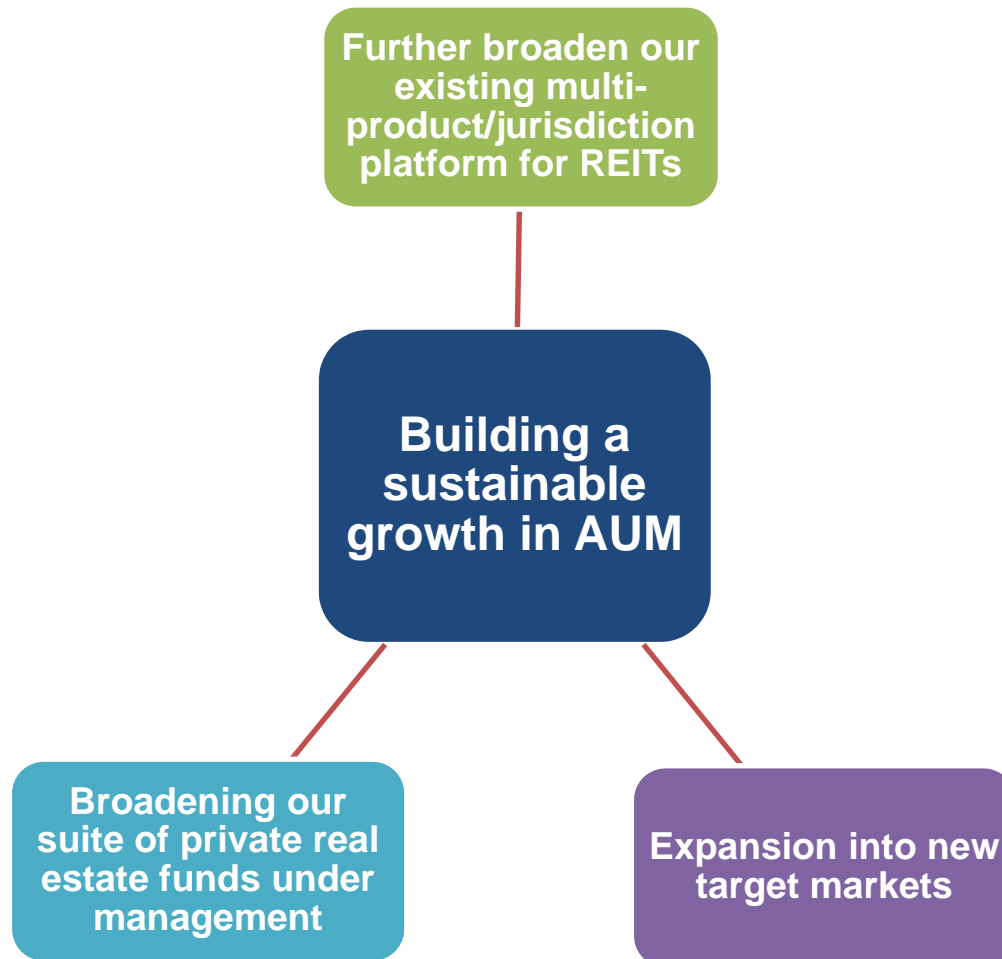 Further broaden our
existing multi-
product/jurisdiction
platform for REITs
Building a
sustainable
growth in AUM
Broadening our
suite of private real
estate funds under
management
Expansion into new
target markets